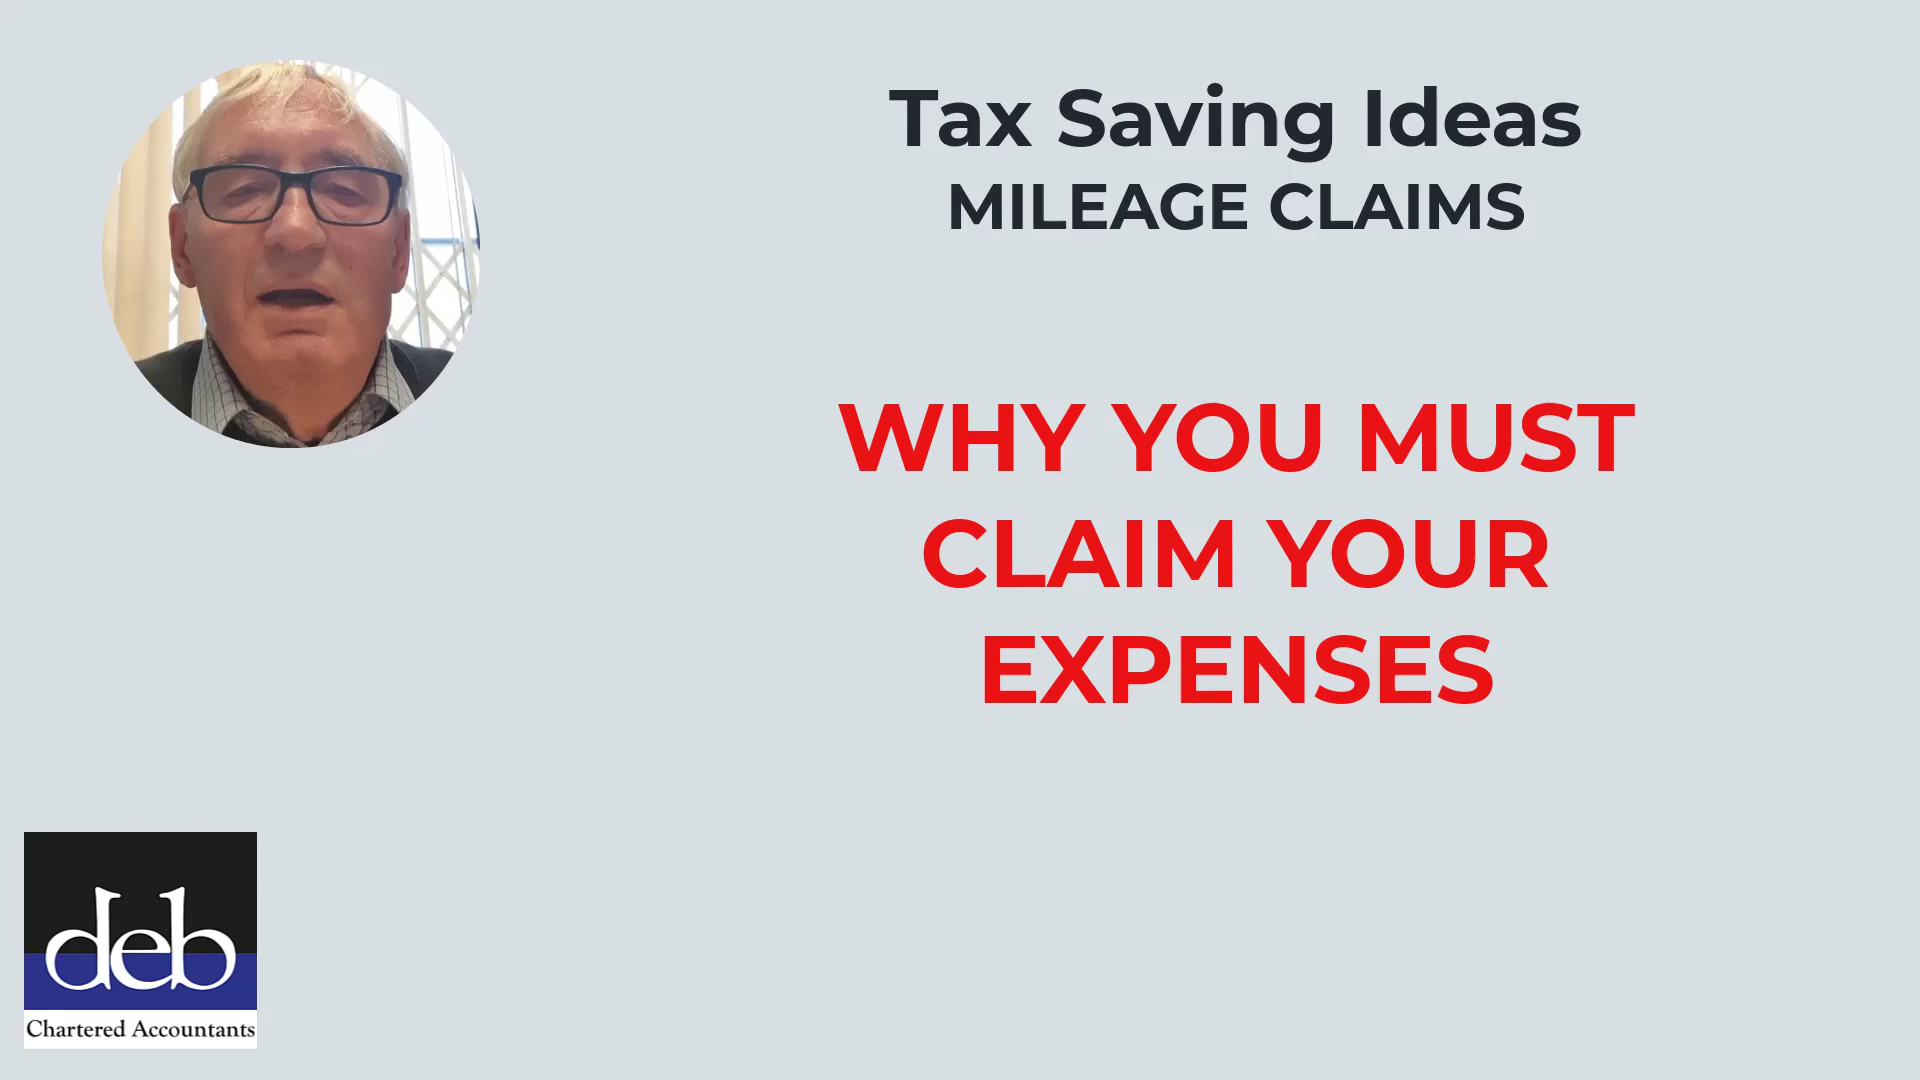 Tax Saving Ideas
MILEAGE CLAIMS
WHY YOU MUST
CLAIM YOUR
EXPENSES
deb
Chartered Accountants